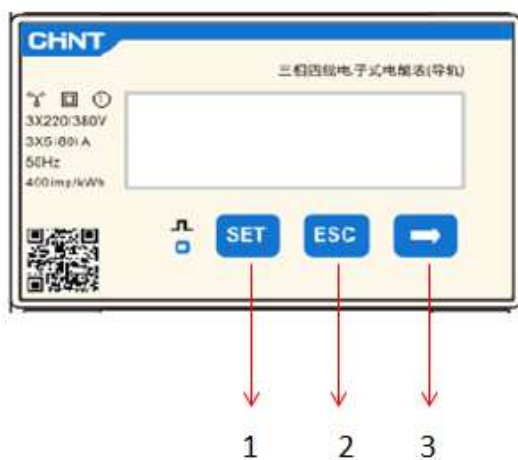 CHNT
三相四线电子式电能表(导轨)
3X220/380V
3X5(80)A
50Hz
400imp/kWh
SET
ESC
1
2
3